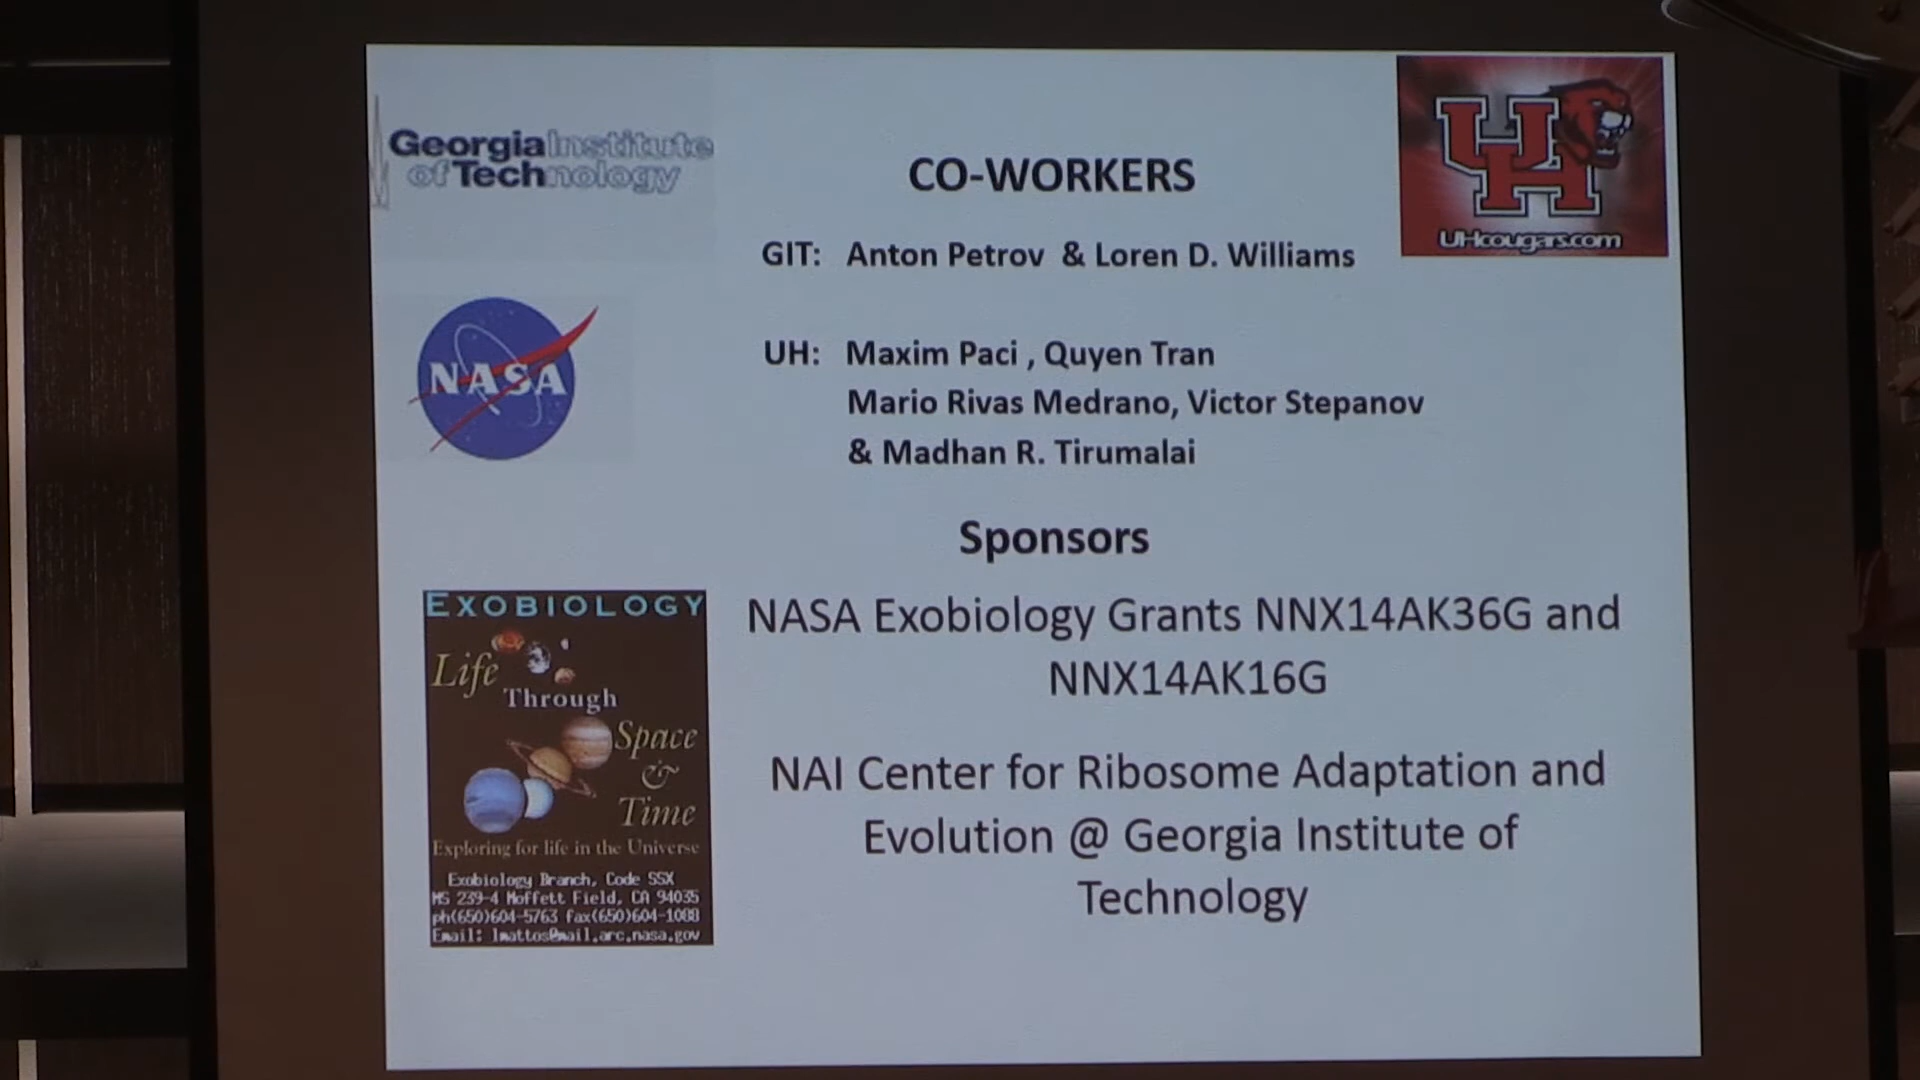 Georgia Institute
of Technology
CO-WORKERS
UH
UHcougars.com
GIT: Anton Petrov & Loren D. Williams
NASA
UH: Maxim Paci , Quyen Tran
Mario Rivas Medrano, Victor Stepanov
& Madhan R. Tirumalai
Sponsors
EXOBIOLOGY
Life
Through
Space
&
Time
Exploring for life in the Universe
Exobiology Branch, Code SSX
MS 239-4 Moffett Field, CA 94035
ph(650)604-5763 fax(650)604-1088
Email: lmattos@mail.arc.nasa.gov
NASA Exobiology Grants NNX14AK36G and
NNX14AK16G
NAI Center for Ribosome Adaptation and
Evolution @ Georgia Institute of
Technology